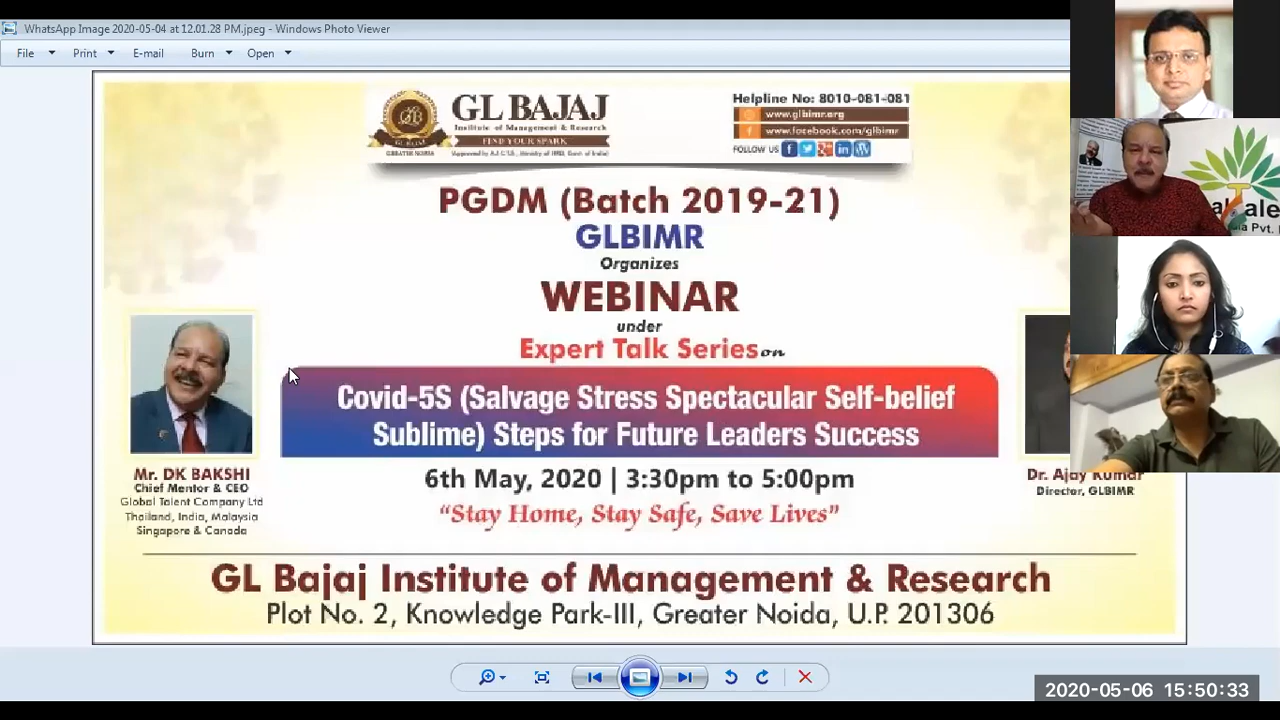 WhatsApp Image 2020-05-04 at 12.01.28 PM.jpeg - Windows Photo Viewer
File Print E-mail Burn Open
GL BAJAJ
Institute of Management & Research
FIND YOUR SPARK
GREATER NOIDA
Helpline No: 8010-081-081
www.glbimr.org
www.facebook.com/glbimr
FOLLOW US
PGDM (Batch 2019-21)
GLBIMR
Organizes
WEBINAR
under
Expert Talk Series on
Covid-5S (Salvage Stress Spectacular Self-belief
Sublime) Steps for Future Leaders Success
6th May, 2020 | 3:30pm to 5:00pm
“Stay Home, Stay Safe, Save Lives”
Mr. DK BAKSHI
Chief Mentor & CEO
Global Talent Company Ltd
Thailand, India, Malaysia
Singapore & Canada
Dr. Ajay Kumar
Director, GLBIMR
GL Bajaj Institute of Management & Research
Plot No. 2, Knowledge Park-III, Greater Noida, U.P. 201306
2020-05-06 15:50:33